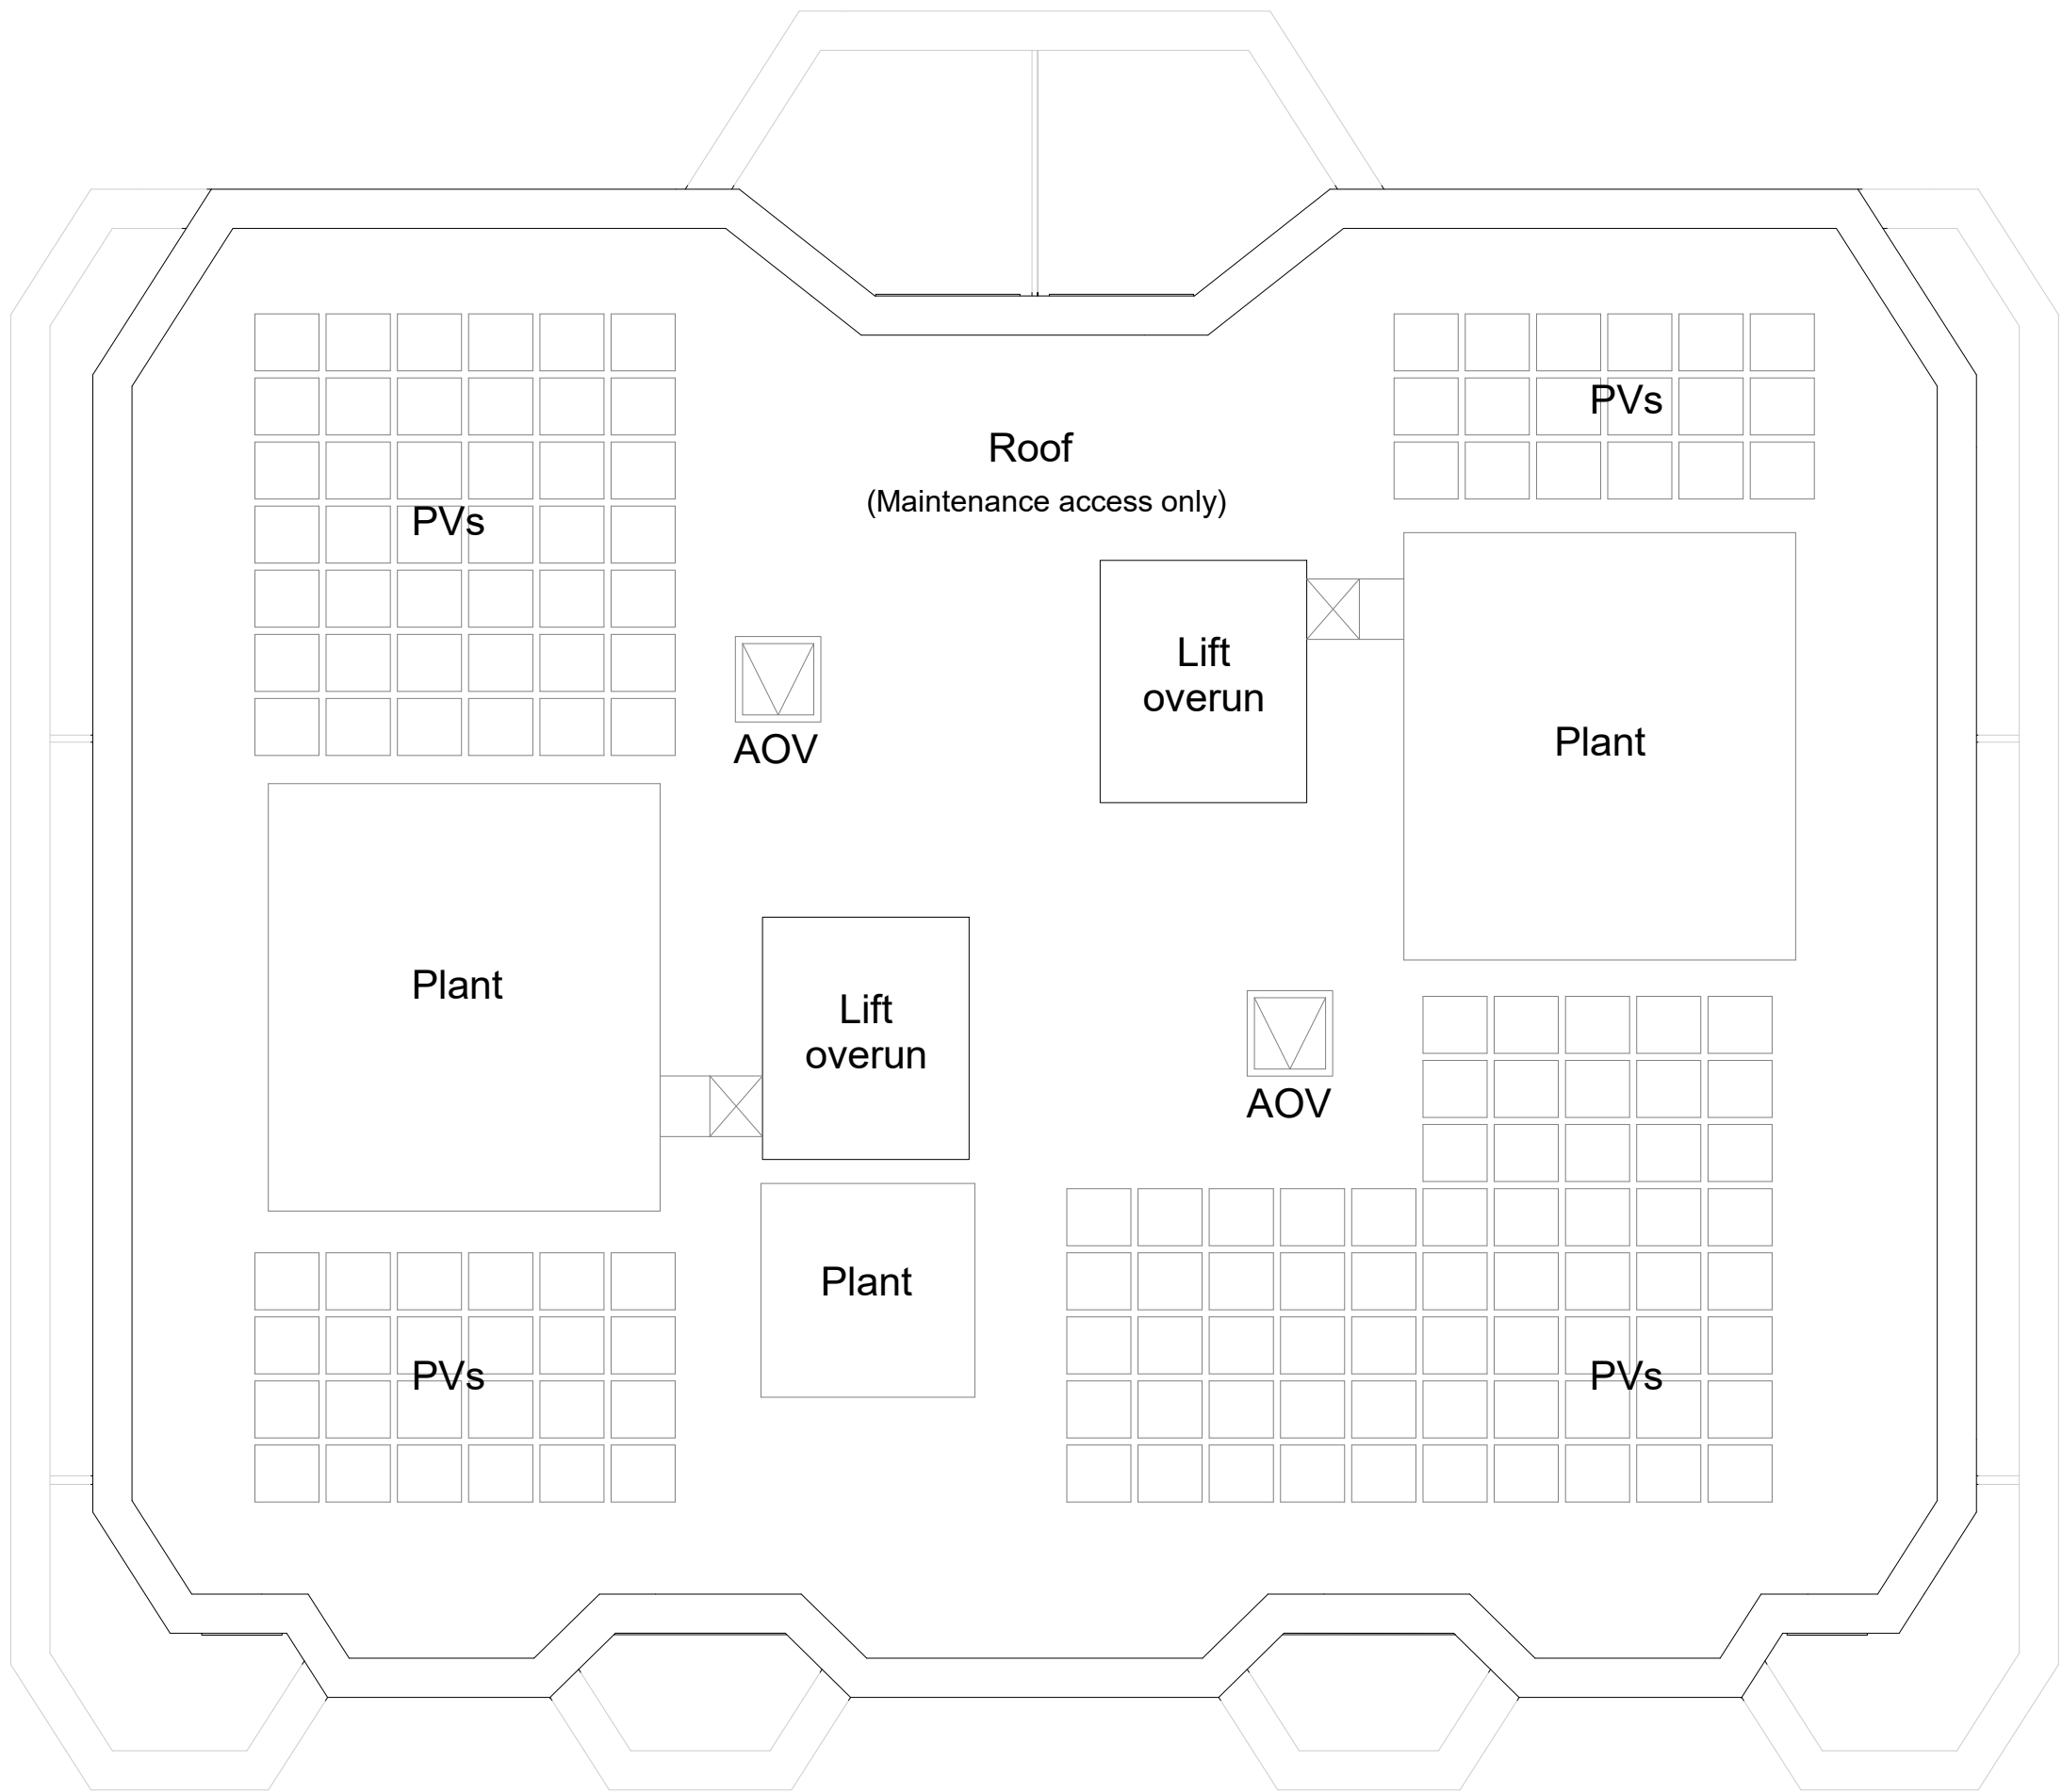 PVs
Roof
(Maintenance access only)
PVs
Lift
overun
AOV
Plant
Plant
Lift
overun
AOV
Plant
PVs
PVs